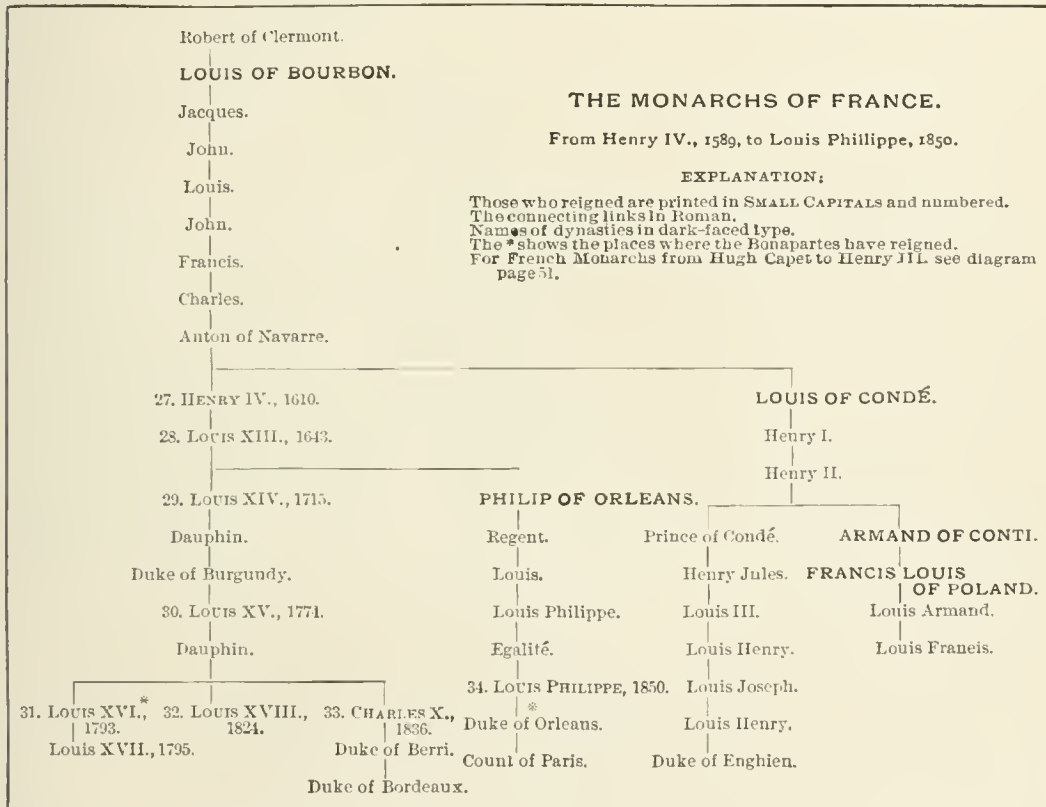 Robert of Clermont.
LOUIS OF BOURBON.
Jacques.
John.
Louis.
John.
Francis.
Charles.
Anton of Navarre.
THE MONARCHS OF FRANCE.
From Henry IV., 1589, to Louis Phillippe, 1850.
EXPLANATION:
Those who reigned are printed in SMALL CAPITALS and numbered.
The connecting links in Roman.
Names of dynasties in dark-faced type.
The * shows the places where the Bonapartes have reigned.
For French Monarchs from Hugh Capet to Henry III. see diagram
page 51.
27. HENRY IV., 1610.
LOUIS OF CONDÉ.
28. LOUIS XIII., 1643.
Henry I.
Henry II.
29. LOUIS XIV., 1715.
PHILIP OF ORLEANS.
Dauphin.
Regent.
Prince of Condé.
ARMAND OF CONTI.
Duke of Burgundy.
Louis.
Henry Jules.
FRANCIS LOUIS
OF POLAND.
30. LOUIS XV., 1774.
Louis Philippe.
Louis III.
Louis Armand.
Dauphin.
Egalité.
Louis Henry.
Louis Francis.
34. LOUIS PHILIPPE, 1850.
Louis Joseph.
31. LOUIS XVI.,*
1793.
32. LOUIS XVIII.,
1824.
33. CHARLES X.,
1836.
*
Duke of Orleans.
Louis Henry.
Louis XVII., 1795.
Duke of Berri.
Count of Paris.
Duke of Enghien.
Duke of Bordeaux.